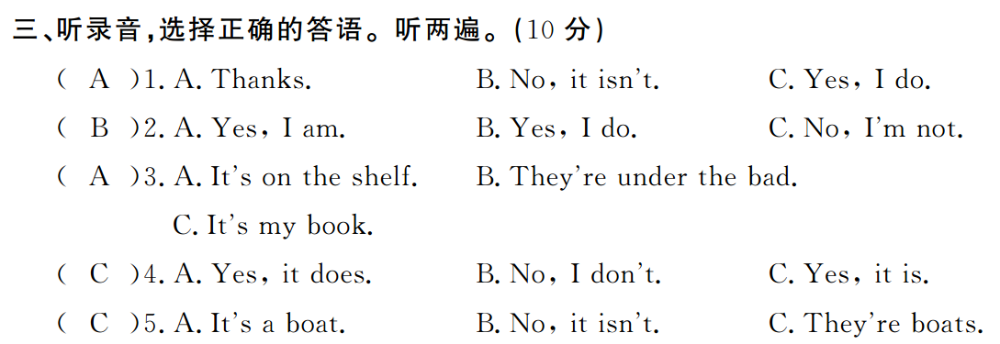 三、听录音,选择正确的答语。听两遍。(10 分)
( A )1. A. Thanks. B. No, it isn't. C. Yes, I do.
( B )2. A. Yes, I am. B. Yes, I do. C. No, I'm not.
( A )3. A. It's on the shelf. B. They're under the bad.
C. It's my book.
( C )4. A. Yes, it does. B. No, I don't. C. Yes, it is.
( C )5. A. It's a boat. B. No, it isn't. C. They're boats.